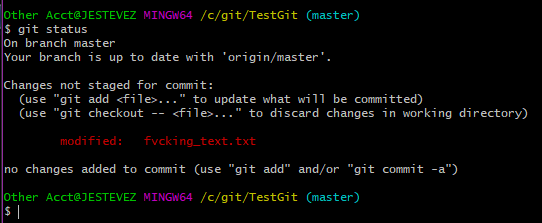 Other Acct@JESTEVEZ MINGW64 /c/git/TestGit (master)
$ git status
On branch master
Your branch is up to date with 'origin/master'.
Changes not staged for commit:
(use "git add <file>..." to update what will be committed)
(use "git checkout -- <file>..." to discard changes in working directory)
modified: fvcking_text.txt
no changes added to commit (use "git add" and/or "git commit -a")
Other Acct@JESTEVEZ MINGW64 /c/git/TestGit (master)
$